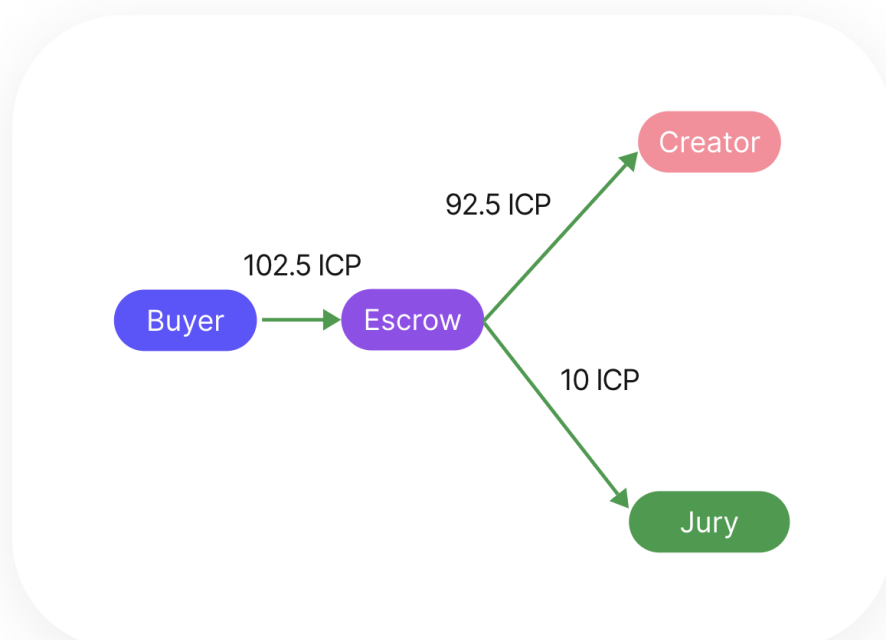 Creator
92.5 ICP
102.5 ICP
Buyer
Escrow
10 ICP
Jury